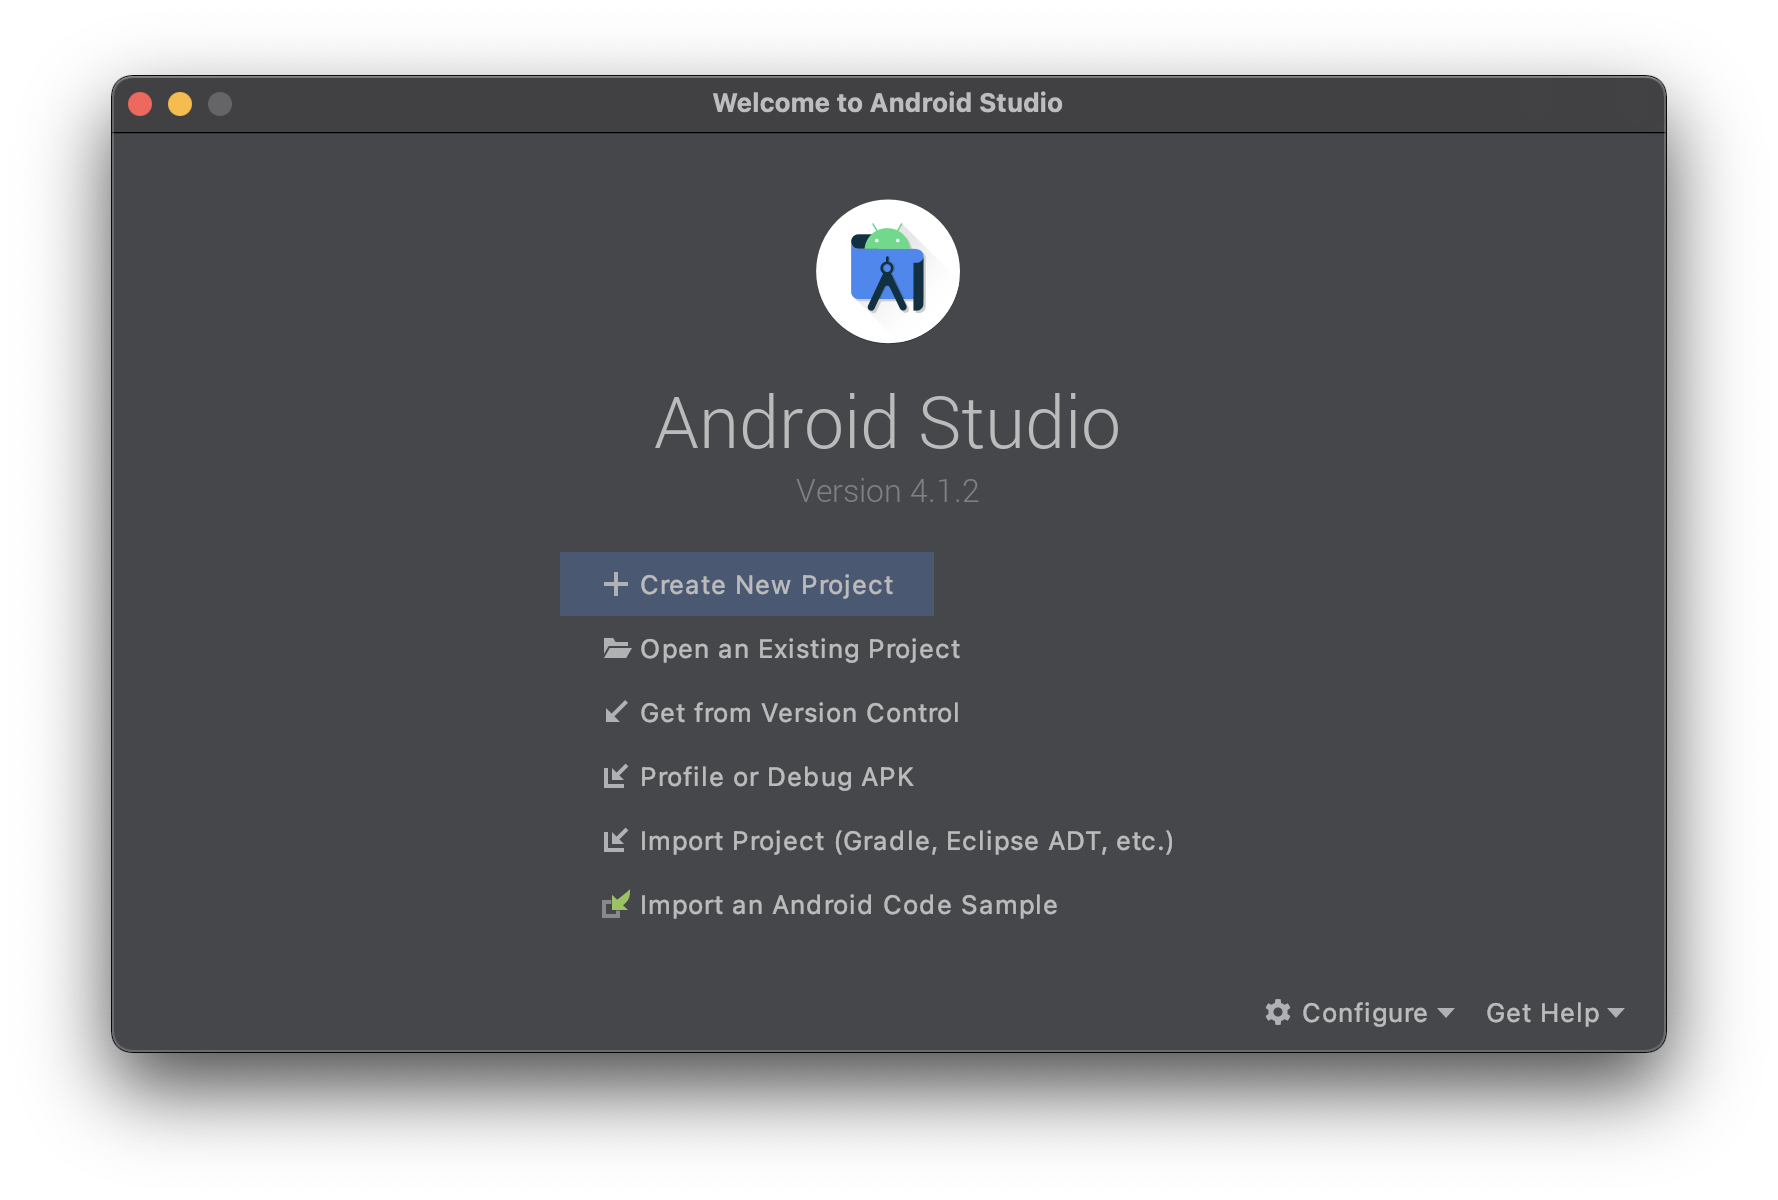 Welcome to Android Studio
Android Studio
Version 4.1.2
Create New Project
Open an Existing Project
Get from Version Control
Profile or Debug APK
Import Project (Gradle, Eclipse ADT, etc.)
Import an Android Code Sample
Configure Get Help